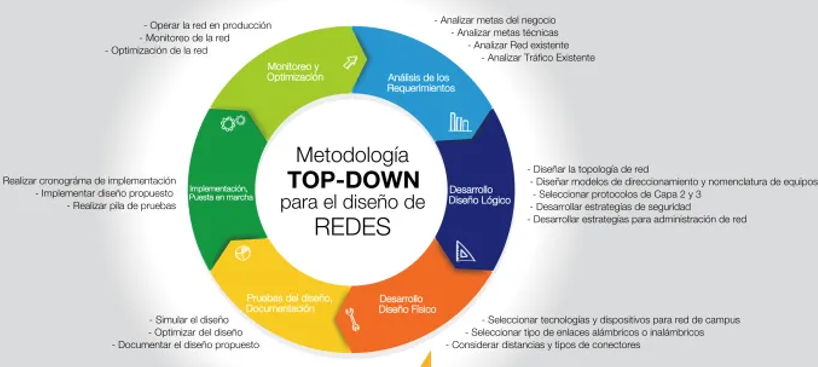 - Operar la red en producción
- Monitoreo de la red
- Optimización de la red
- Analizar metas del negocio
- Analizar metas técnicas
- Analizar Red existente
- Analizar Tráfico Existente
Monitoreo y
Optimización
Análisis de los
Requerimientos
Metodología
TOP-DOWN
para el diseño de
REDES
Realizar cronográma de implementación
- Implementar diseño propuesto
- Realizar pila de pruebas
Implementación,
Puesta en marcha
Desarrollo
Diseño Lógico
- Diseñar la topología de red
- Diseñar modelos de direccionamiento y nomenclatura de equipos
- Seleccionar protocolos de Capa 2 y 3
- Desarrollar estrategias de seguridad
- Desarrollar estrategias para administración de red
Pruebas del diseño,
Documentación
Desarrollo
Diseño Físico
- Simular el diseño
- Optimizar del diseño
- Documentar el diseño propuesto
- Seleccionar tecnologías y dispositivos para red de campus
- Seleccionar tipo de enlaces alámbricos o inalámbricos
- Considerar distancias y tipos de conectores